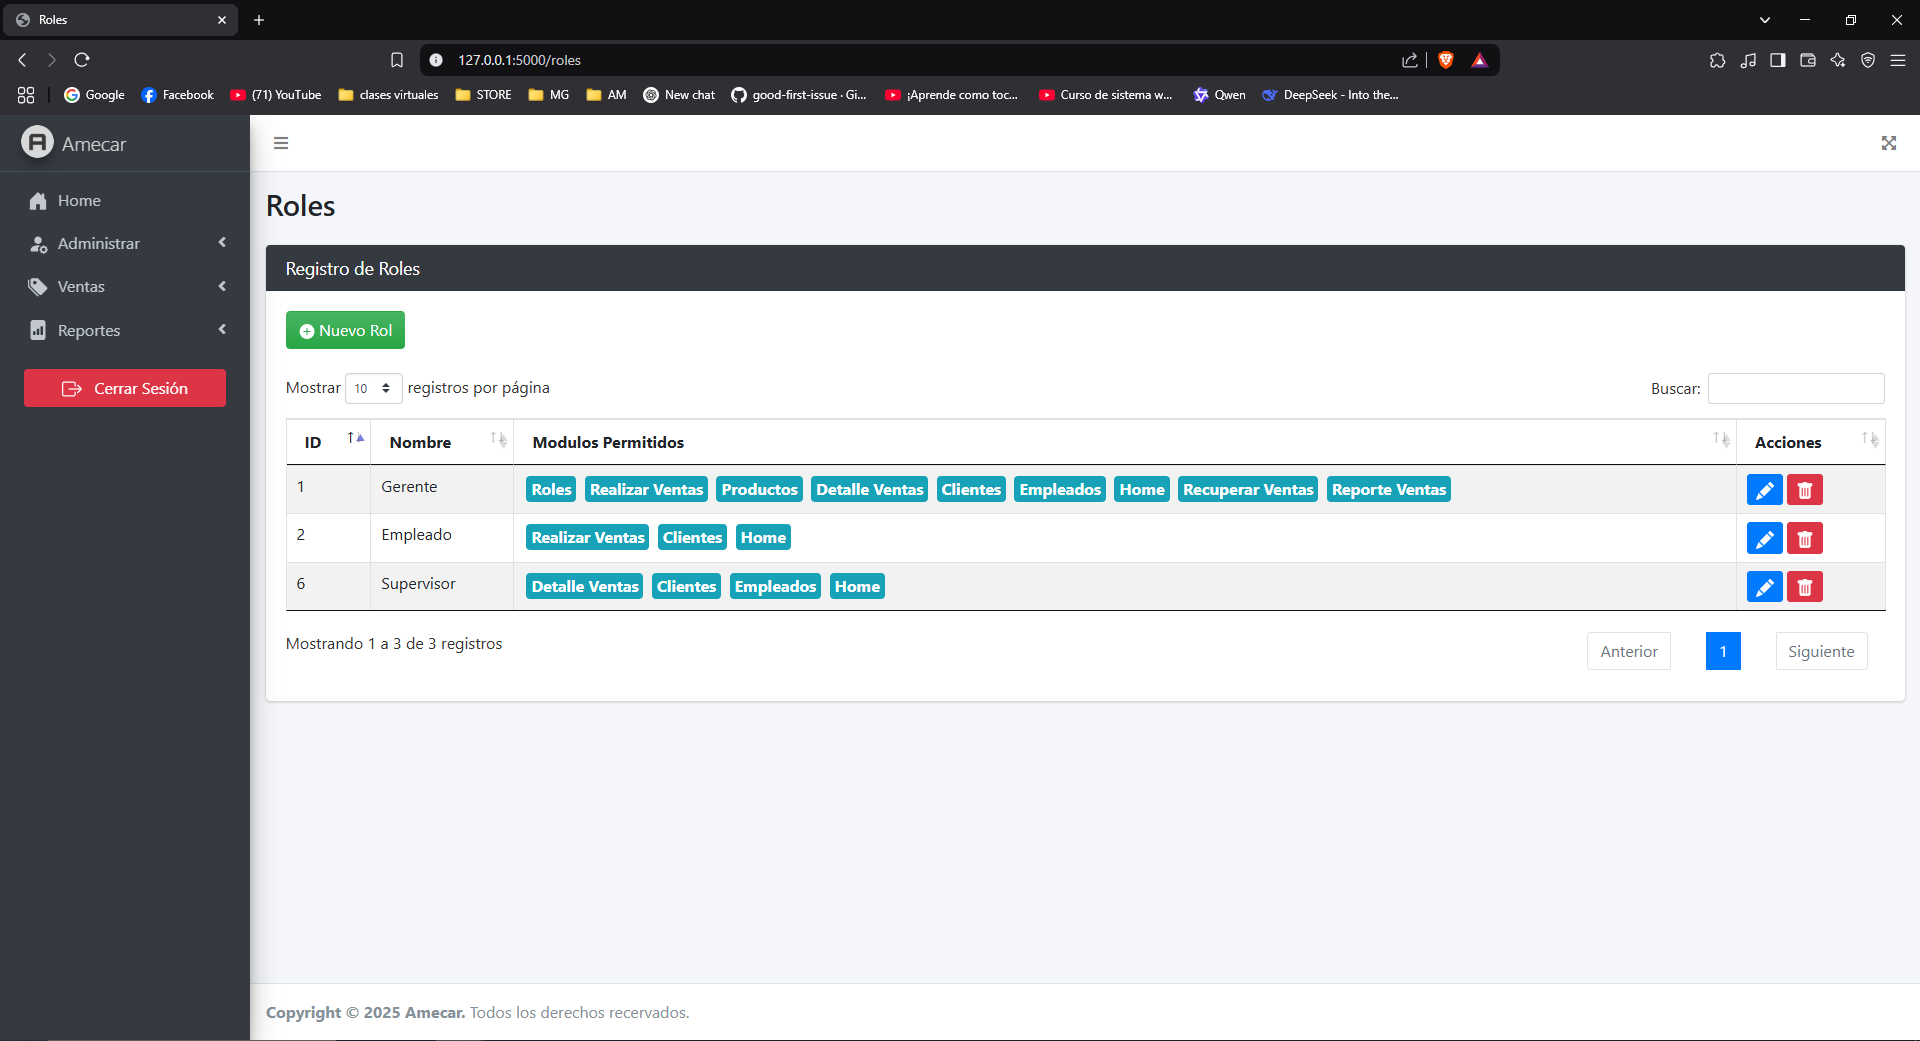 Roles
127.0.0.1:5000/roles
Google Facebook (71) YouTube clases virtuales STORE MG AM New chat good-first-issue · Gi... ¡Aprende como toc... Curso de sistema w... Qwen DeepSeek - Into the...
Amecar
Home
Administrar
Ventas
Reportes
Cerrar Sesión
Roles
Registro de Roles
Nuevo Rol
Mostrar 10 registros por página
Buscar:
ID Nombre Modulos Permitidos Acciones
1 Gerente Roles Realizar Ventas Productos Detalle Ventas Clientes Empleados Home Recuperar Ventas Reporte Ventas
2 Empleado Realizar Ventas Clientes Home
6 Supervisor Detalle Ventas Clientes Empleados Home
Mostrando 1 a 3 de 3 registros
Anterior 1 Siguiente
Copyright © 2025 Amecar. Todos los derechos recervados.